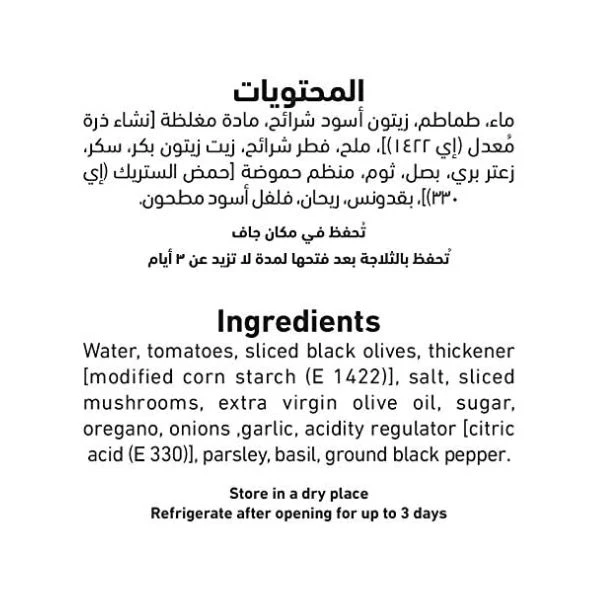 المحتويات
ماء، طماطم، زيتون أسود شرائح، مادة مغلظة [نشاء ذرة
مُعدل (إي ١٤٢٢)]، ملح، فطر شرائح، زيت زيتون بكر، سكر،
زعتر بري، بصل، ثوم، منظم حموضة [حمض الستريك (إي
٣٣٠)]، بقدونس، ريحان، فلفل أسود مطحون.
تُحفظ في مكان جاف
تُحفظ بالثلاجة بعد فتحها لمدة لا تزيد عن ٣ أيام
Ingredients
Water, tomatoes, sliced black olives, thickener
[modified corn starch (E 1422)], salt, sliced
mushrooms, extra virgin olive oil, sugar,
oregano, onions ,garlic, acidity regulator [citric
acid (E 330)], parsley, basil, ground black pepper.
Store in a dry place
Refrigerate after opening for up to 3 days